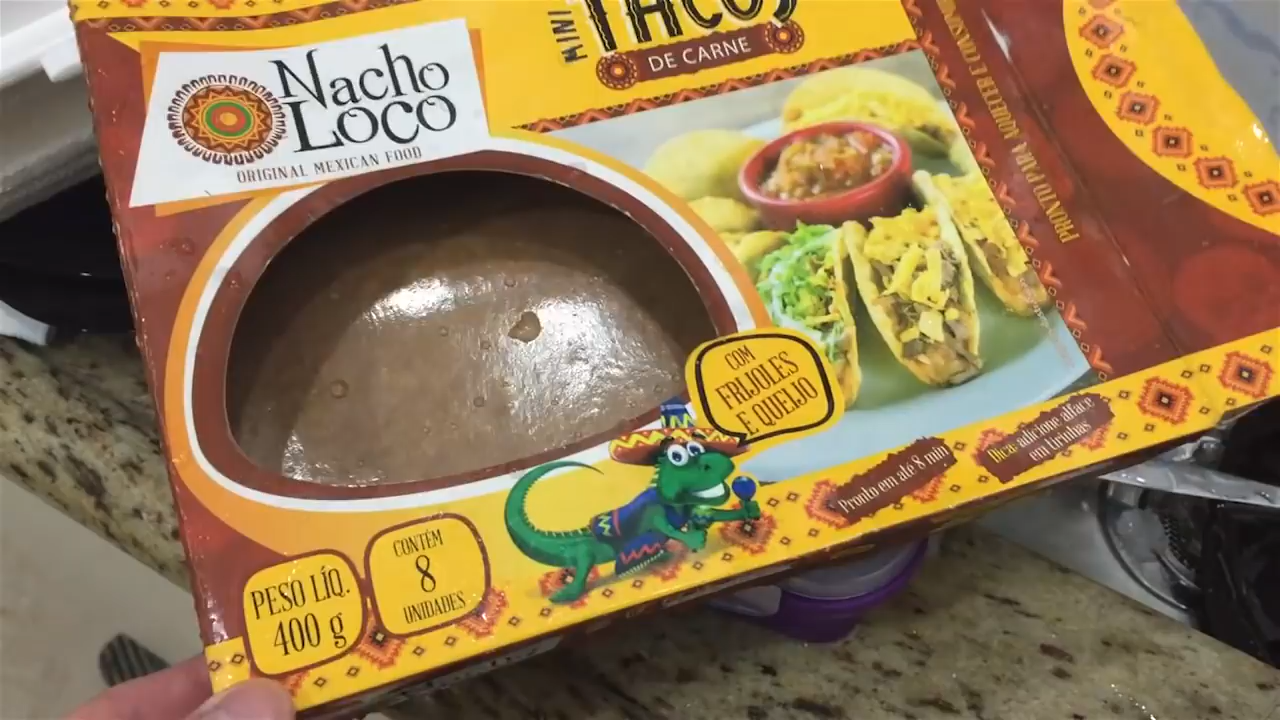 MINI
TACOS
DE CARNE
Nacho
LOCO
ORIGINAL MEXICAN FOOD
PRONTO PARA AQUECER E
COM
FRIJOLES
E QUEIJO
Pronto em até 8 min
Dica: adicione alface
em tirinhas
CONTÉM
8
UNIDADES
PESO LÍQ.
400 g